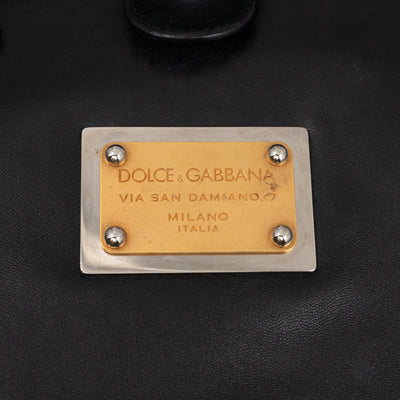 DOLCE & GABBANA
VIA SAN DAMIANO, 7
MILANO
ITALIA